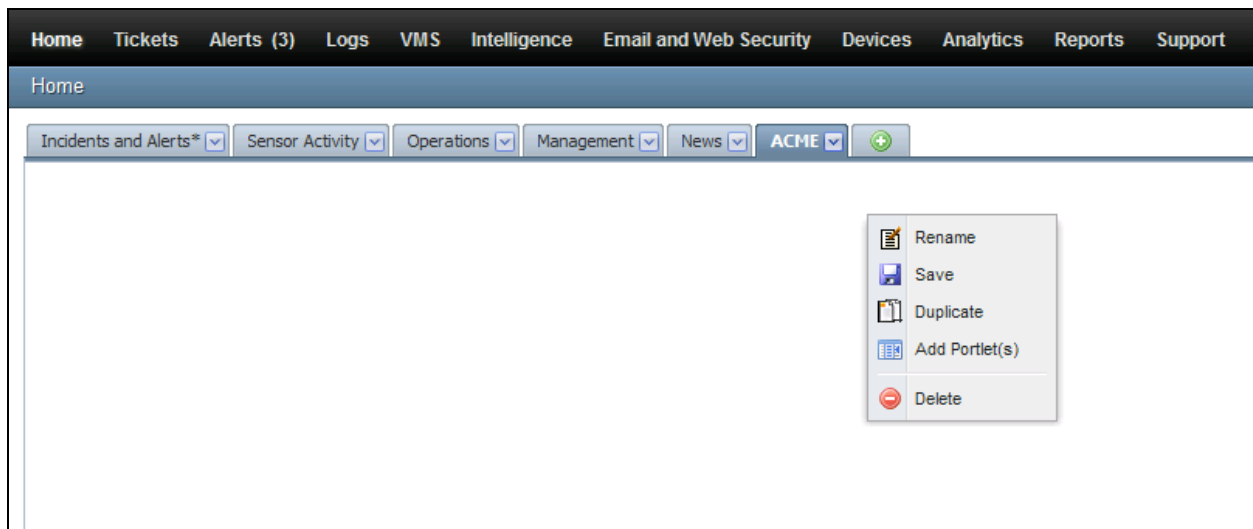 Home Tickets Alerts (3) Logs VMS Intelligence Email and Web Security Devices Analytics Reports Support
Home
Incidents and Alerts* Sensor Activity Operations Management News ACME
Rename
Save
Duplicate
Add Portlet(s)
Delete